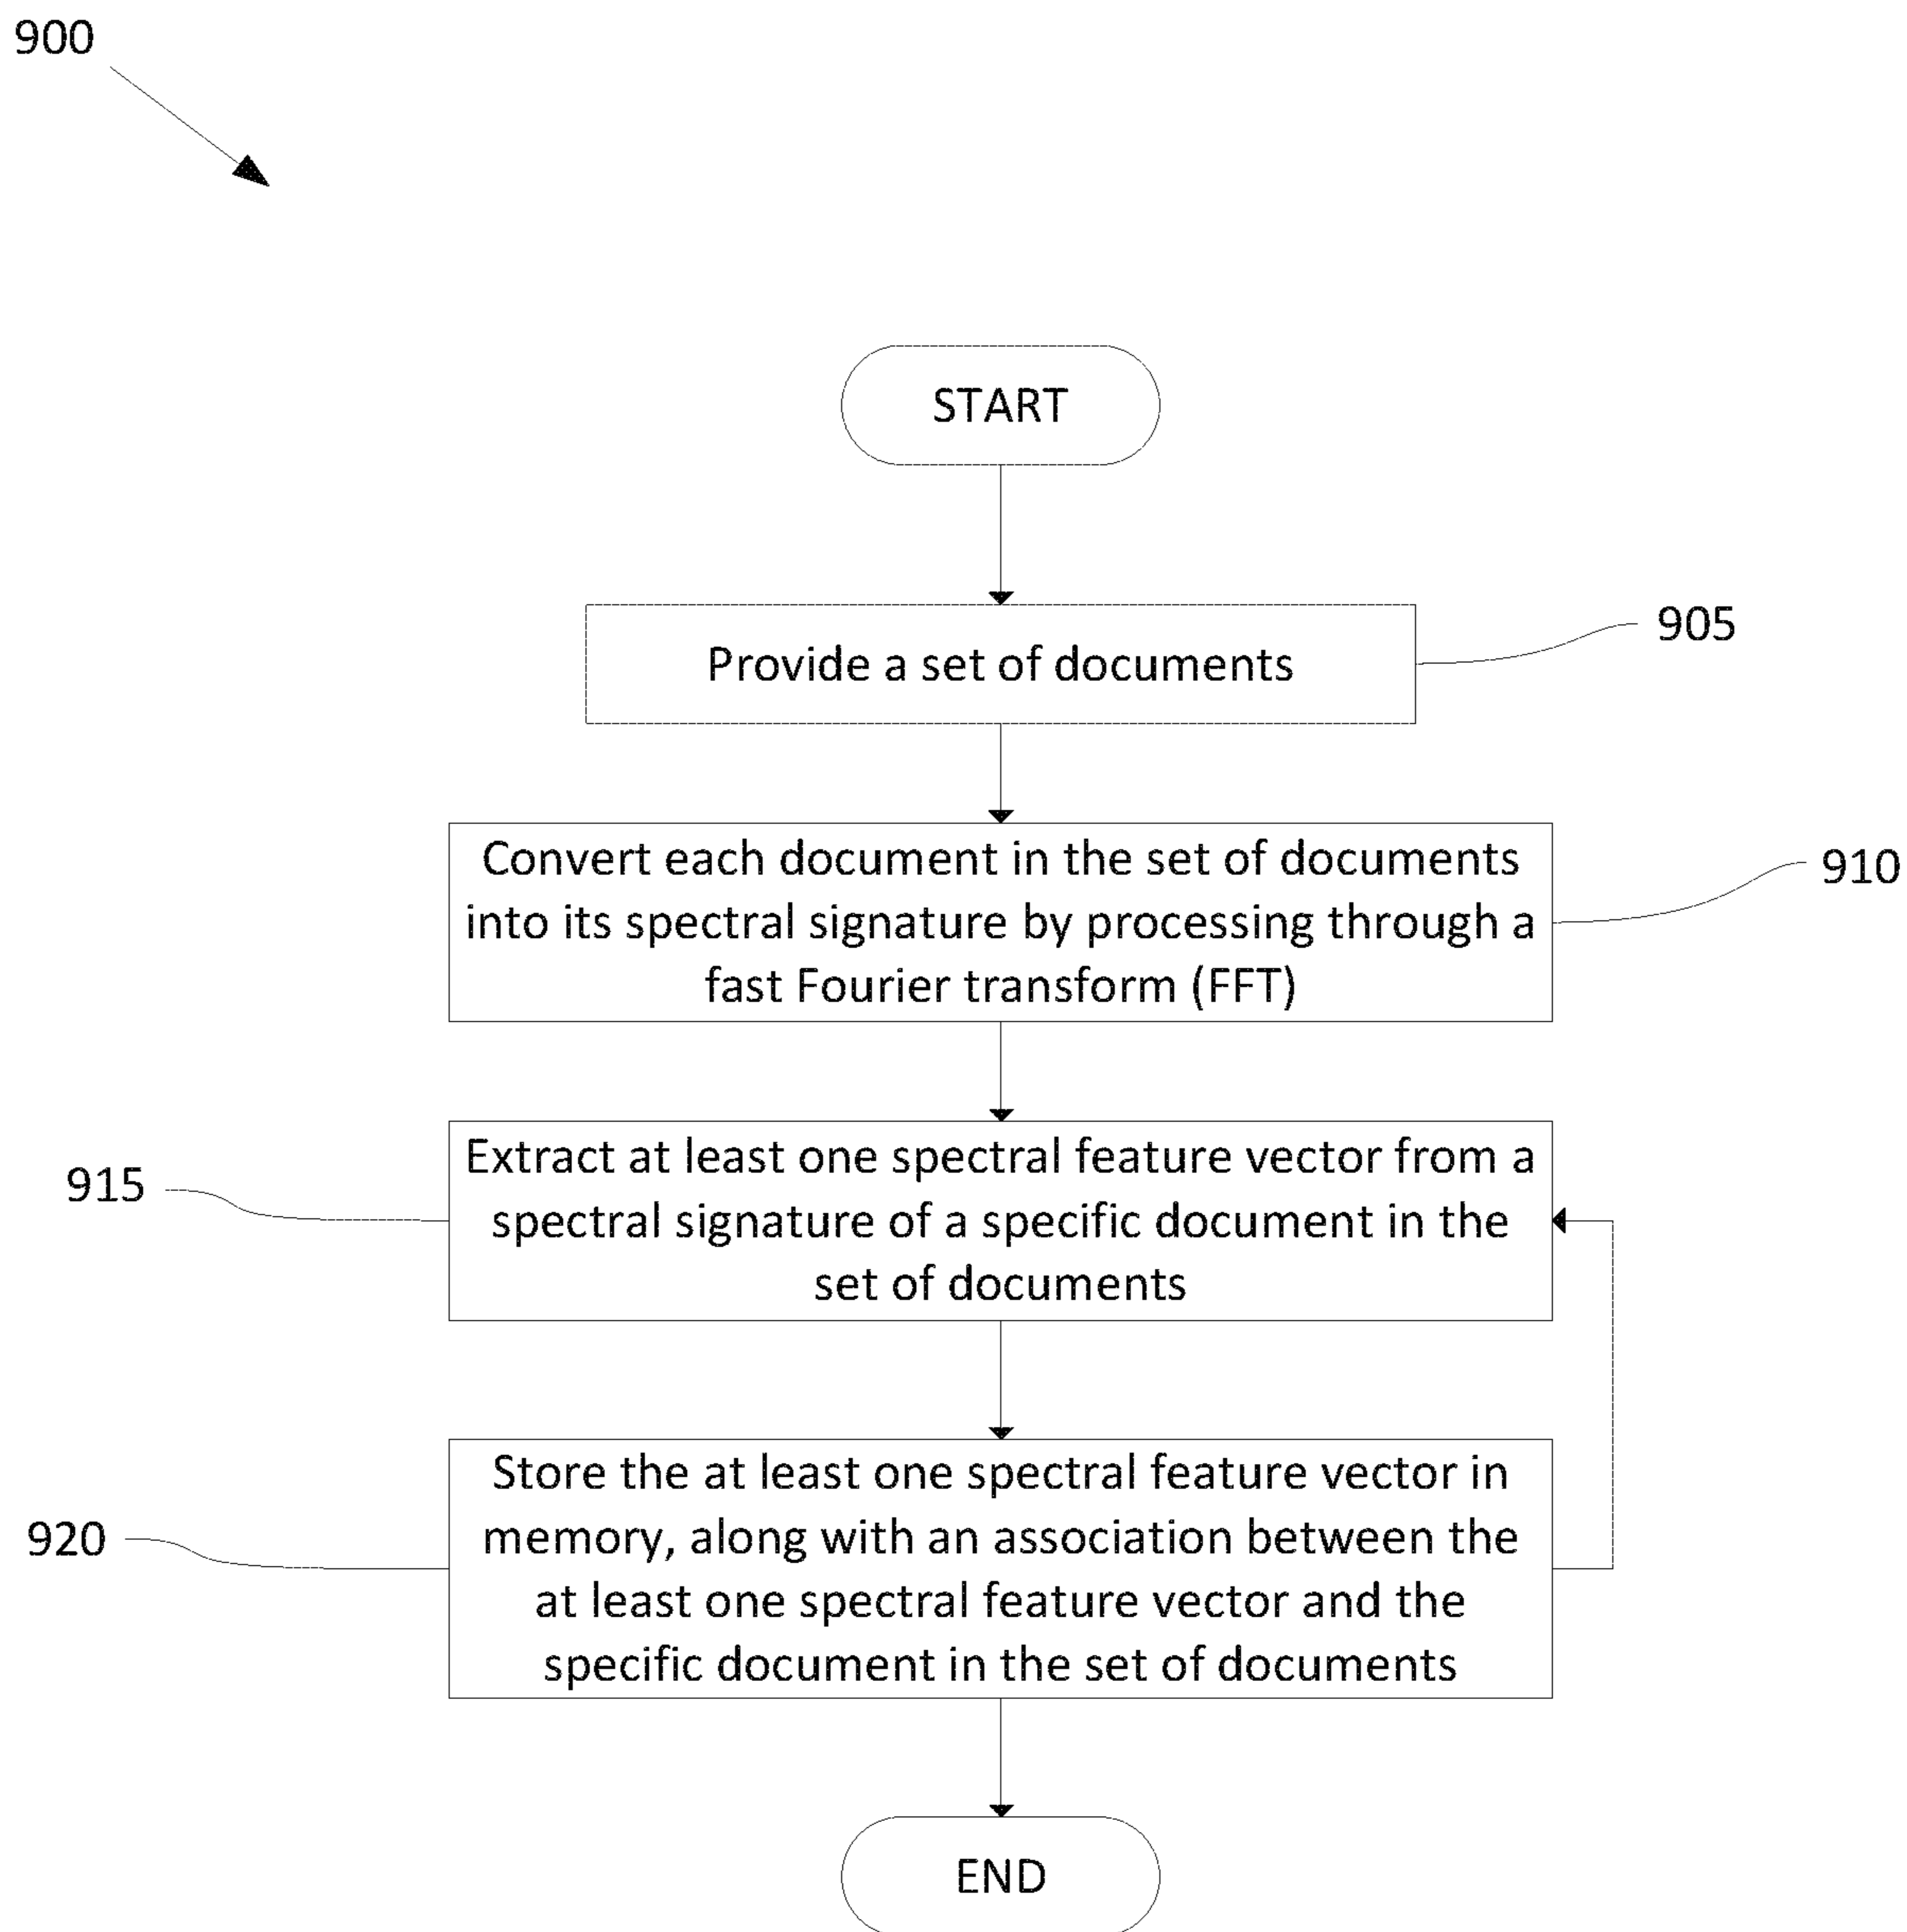 900
START
Provide a set of documents
905
Convert each document in the set of documents
into its spectral signature by processing through a
fast Fourier transform (FFT)
910
Extract at least one spectral feature vector from a
spectral signature of a specific document in the
set of documents
915
Store the at least one spectral feature vector in
memory, along with an association between the
at least one spectral feature vector and the
specific document in the set of documents
920
END